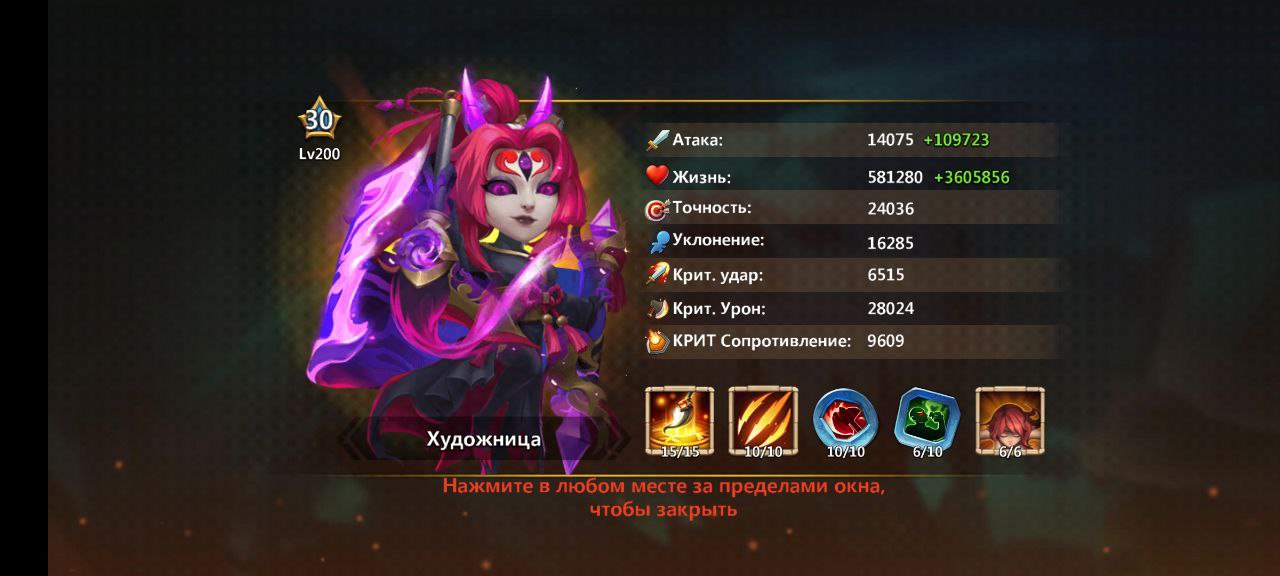 30
Lv200
Атака: 14075 +109723
Жизнь: 581280 +3605856
Точность: 24036
Уклонение: 16285
Крит. удар: 6515
Крит. Урон: 28024
КРИТ Сопротивление: 9609
Художница
15/15 10/10 10/10 6/10 6/6
Нажмите в любом месте за пределами окна,
чтобы закрыть